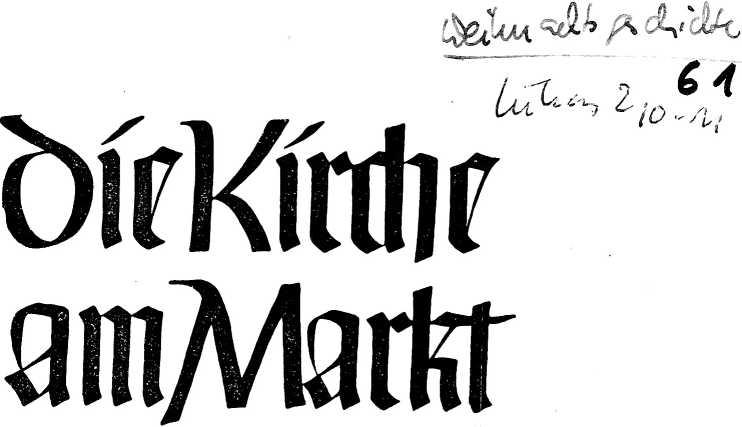 Weihnachtsgeschichte
61
Lukas 2 10-11
die Kirche
am Markt